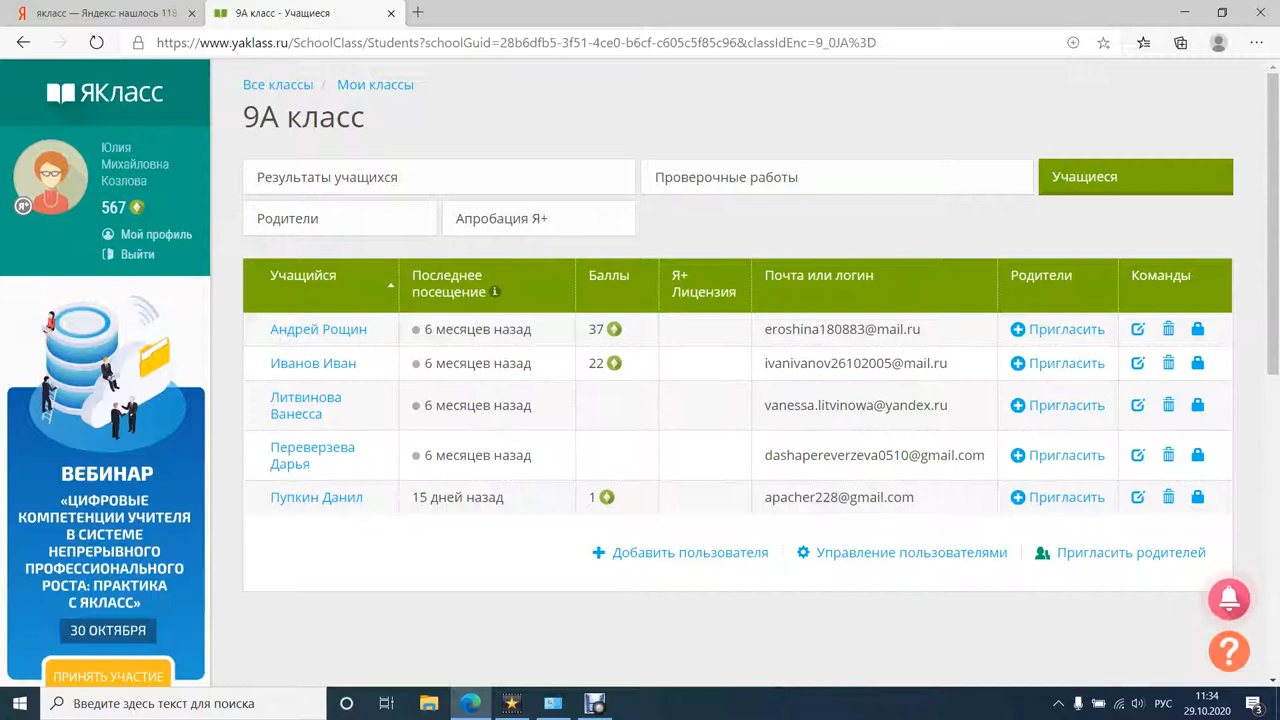 якласс — Яндекс нашлось 118
9А класс - Учащиеся
https://www.yaklass.ru/SchoolClass/Students?schoolGuid=28b6dfb5-3f51-4ce0-b6cf-c605c5f85c96&classIdEnc=9_0JA%3D
ЯКласс
Юлия
Михайловна
Козлова
Я+
567
Мой профиль
Выйти
ВЕБИНАР
«ЦИФРОВЫЕ
КОМПЕТЕНЦИИ УЧИТЕЛЯ
В СИСТЕМЕ
НЕПРЕРЫВНОГО
ПРОФЕССИОНАЛЬНОГО
РОСТА: ПРАКТИКА
С ЯКЛАСС»
30 ОКТЯБРЯ
ПРИНЯТЬ УЧАСТИЕ
Все классы / Мои классы
9А класс
Результаты учащихся
Проверочные работы
Учащиеся
Родители
Апробация Я+
Учащийся Последнее посещение Баллы Я+ Лицензия Почта или логин Родители Команды
Андрей Рощин 6 месяцев назад 37 eroshina180883@mail.ru Пригласить
Иванов Иван 6 месяцев назад 22 ivanivanov26102005@mail.ru Пригласить
Литвинова Ванесса 6 месяцев назад vanessa.litvinowa@yandex.ru Пригласить
Переверзева Дарья 6 месяцев назад dashapereverzeva0510@gmail.com Пригласить
Пупкин Данил 15 дней назад 1 apacher228@gmail.com Пригласить
Добавить пользователя
Управление пользователями
Пригласить родителей
?
Введите здесь текст для поиска
РУС
11:34
29.10.2020
3